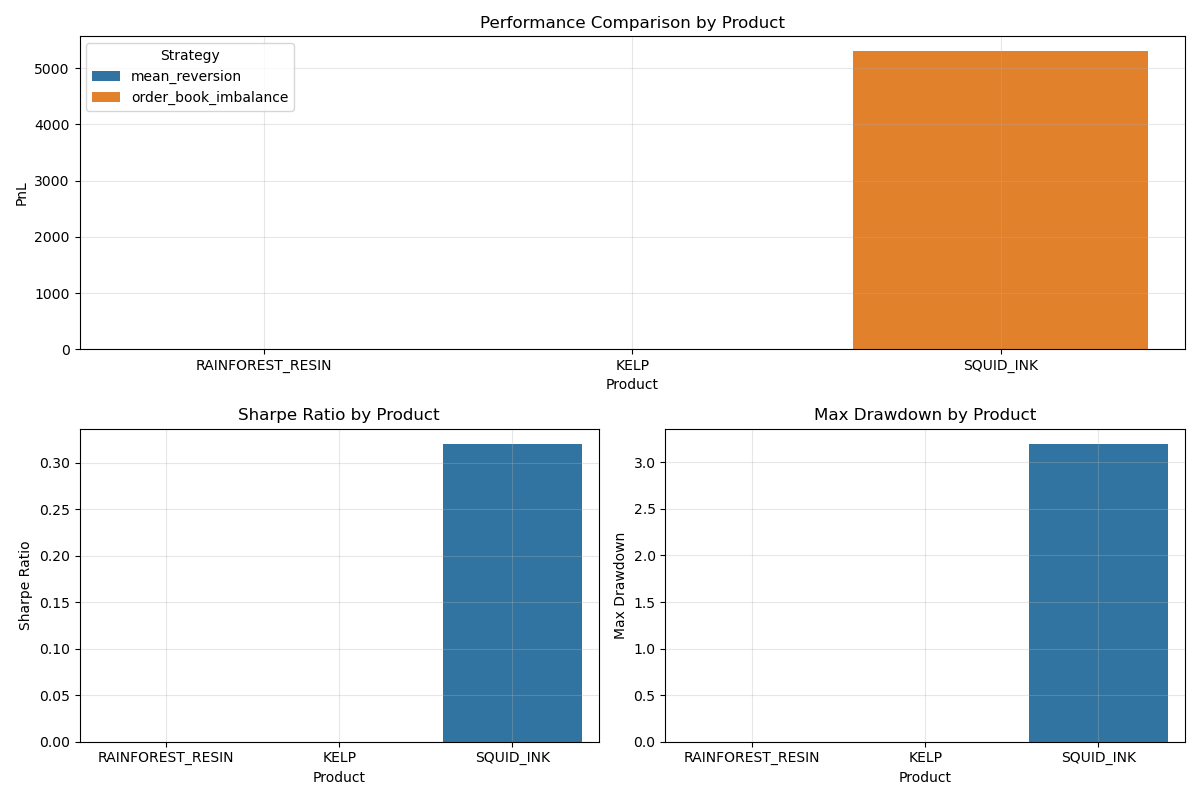 Performance Comparison by Product
Strategy
mean_reversion
order_book_imbalance
5000
4000
3000
2000
1000
0
PnL
RAINFOREST_RESIN KELP SQUID_INK
Product
Sharpe Ratio by Product
0.30
0.25
0.20
0.15
0.10
0.05
0.00
Sharpe Ratio
RAINFOREST_RESIN KELP SQUID_INK
Product
Max Drawdown by Product
3.0
2.5
2.0
1.5
1.0
0.5
0.0
Max Drawdown
RAINFOREST_RESIN KELP SQUID_INK
Product